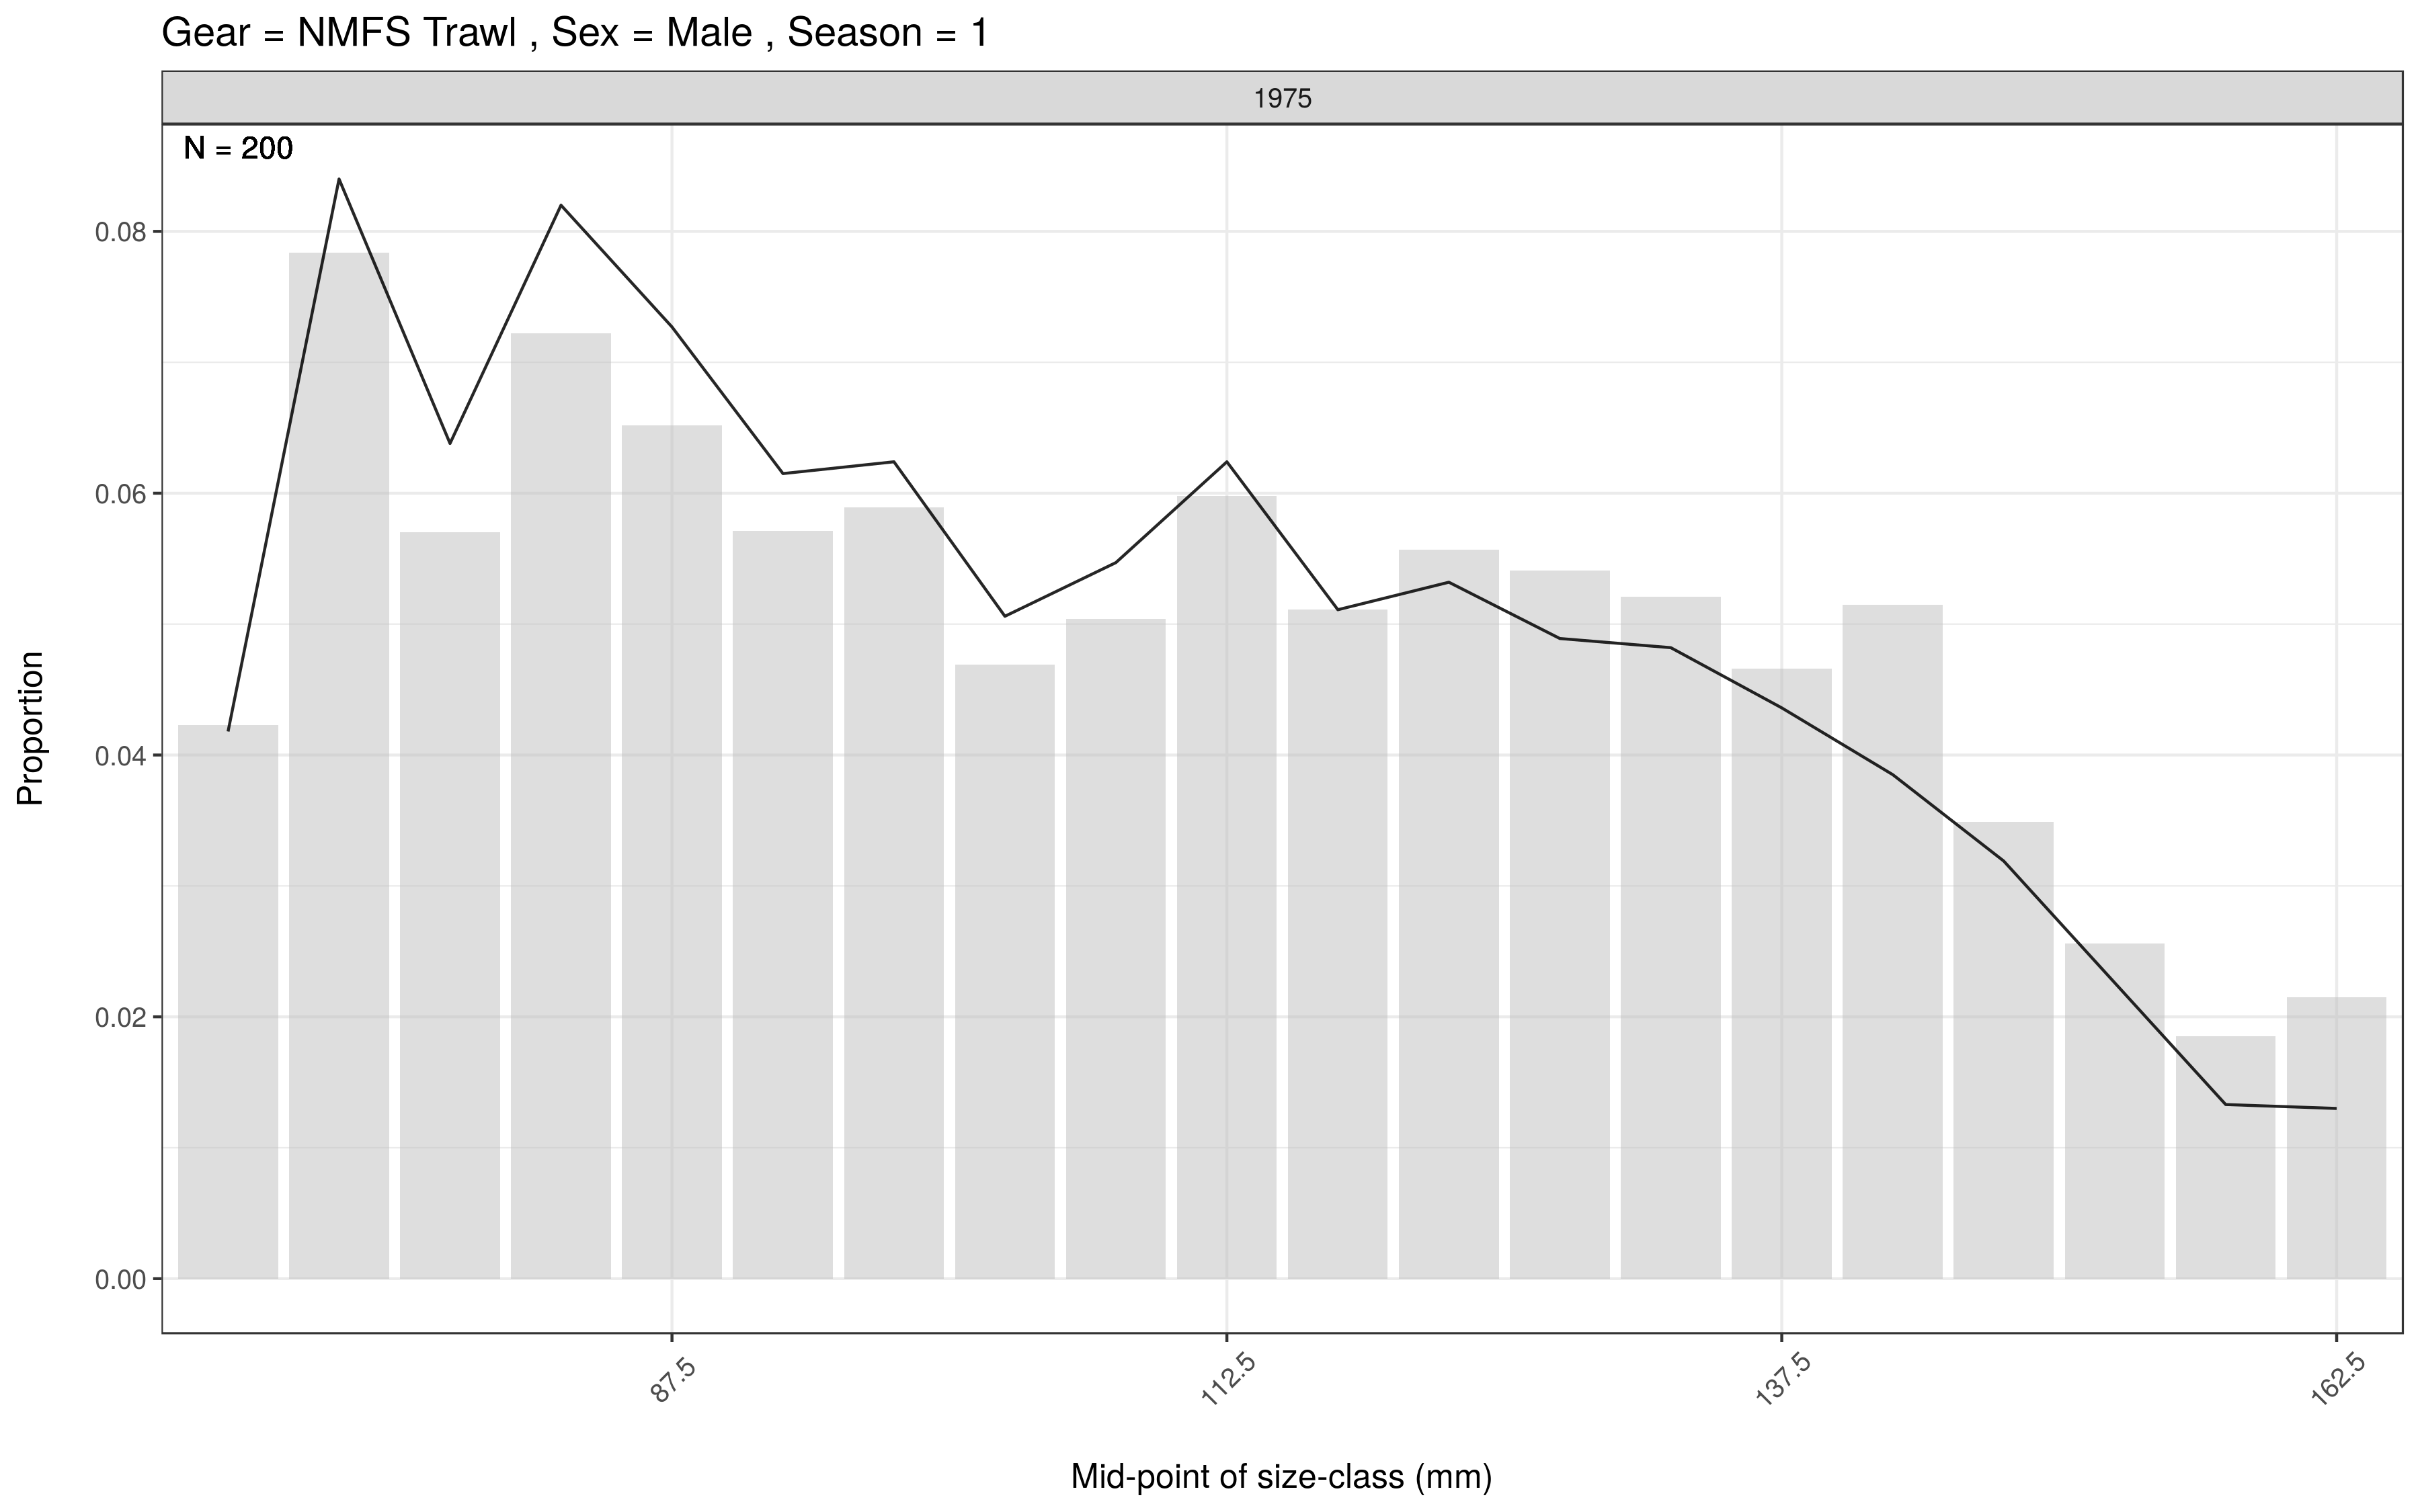 Gear = NMFS Trawl , Sex = Male , Season = 1
1975
N = 200
0.08
0.06
0.04
0.02
0.00
Proportion
87.5
112.5
137.5
162.5
Mid-point of size-class (mm)